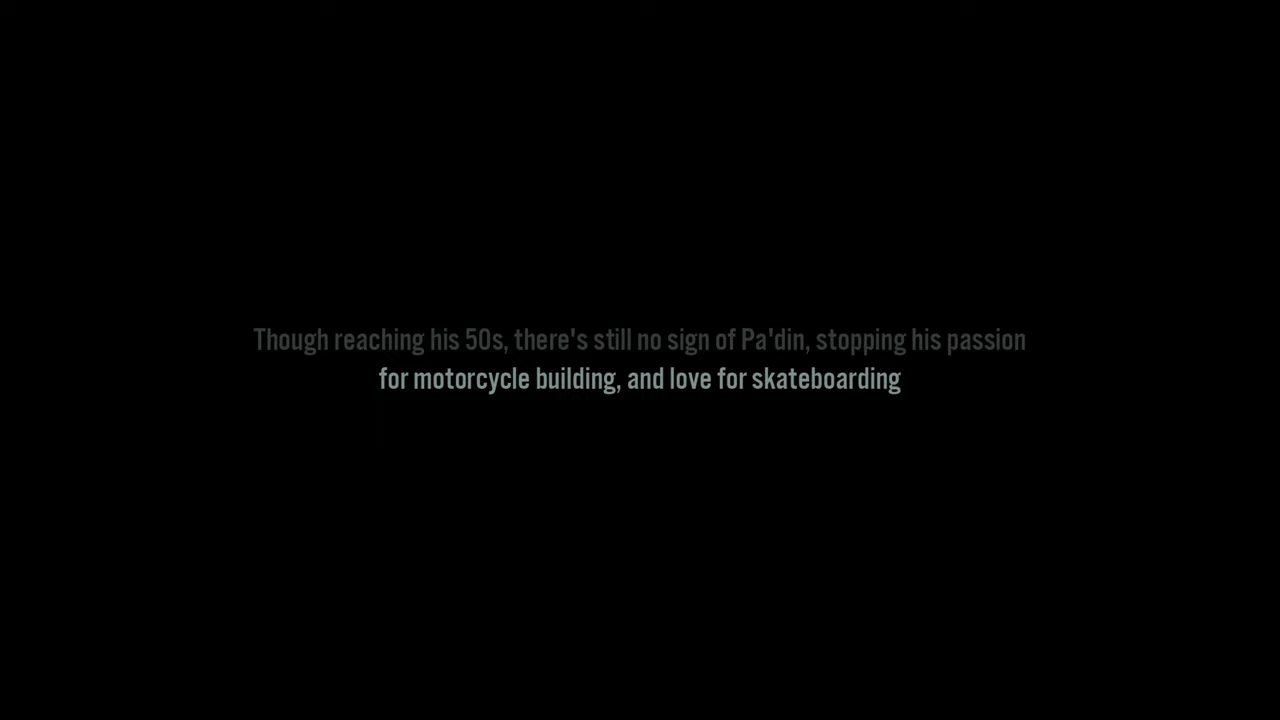 Though reaching his 50s, there's still no sign of Pa'din, stopping his passion
for motorcycle building, and love for skateboarding